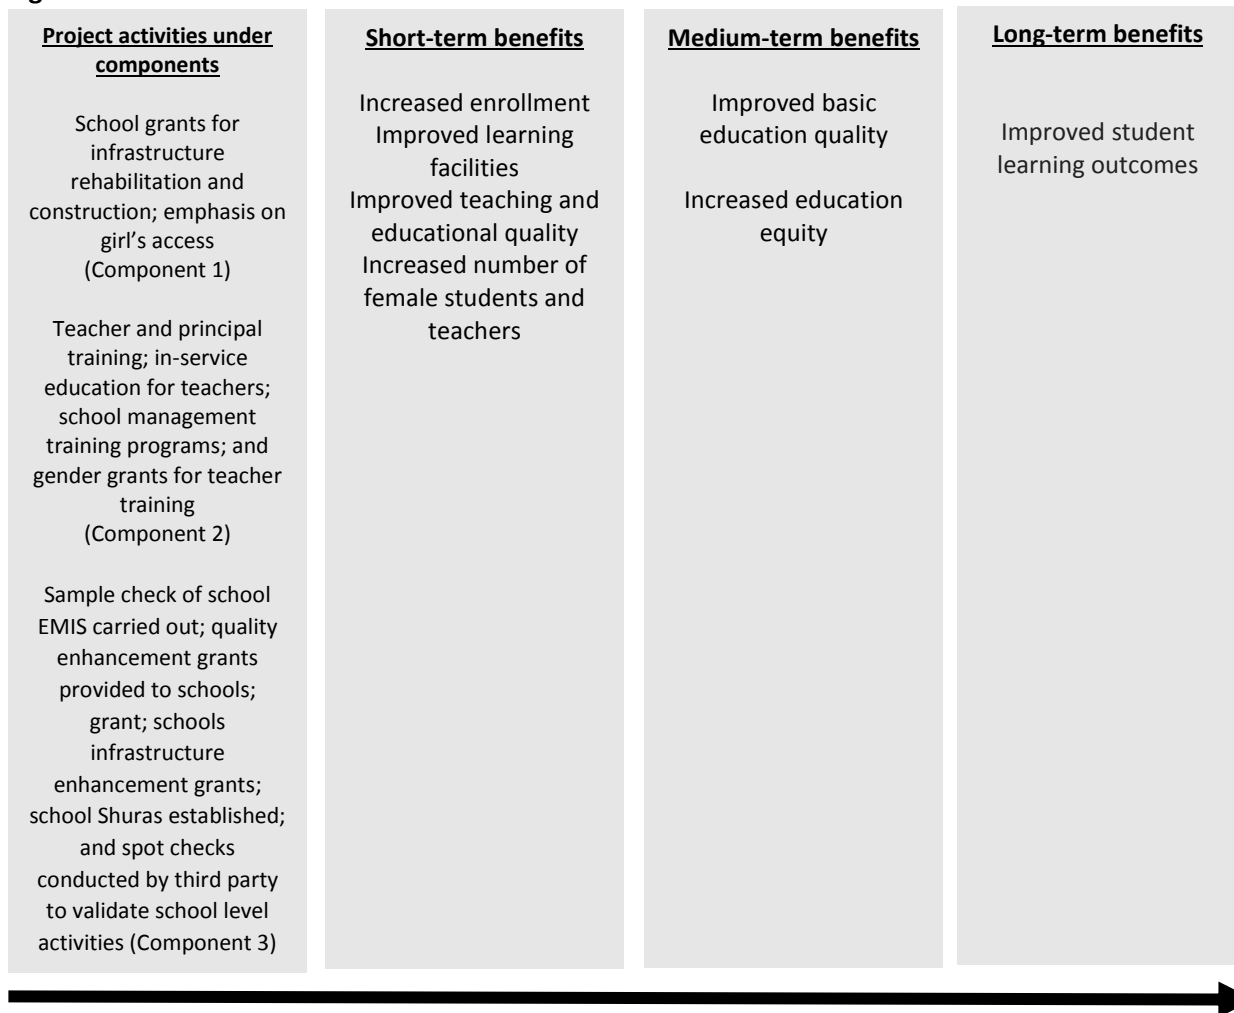 Project activities under
components
School grants for
infrastructure
rehabilitation and
construction; emphasis on
girl’s access
(Component 1)
Teacher and principal
training; in-service
education for teachers;
school management
training programs; and
gender grants for teacher
training
(Component 2)
Sample check of school
EMIS carried out; quality
enhancement grants
provided to schools;
grant; schools
infrastructure
enhancement grants;
school Shuras established;
and spot checks
conducted by third party
to validate school level
activities (Component 3)
Short-term benefits
Increased enrollment
Improved learning
facilities
Improved teaching and
educational quality
Increased number of
female students and
teachers
Medium-term benefits
Improved basic
education quality
Increased education
equity
Long-term benefits
Improved student
learning outcomes